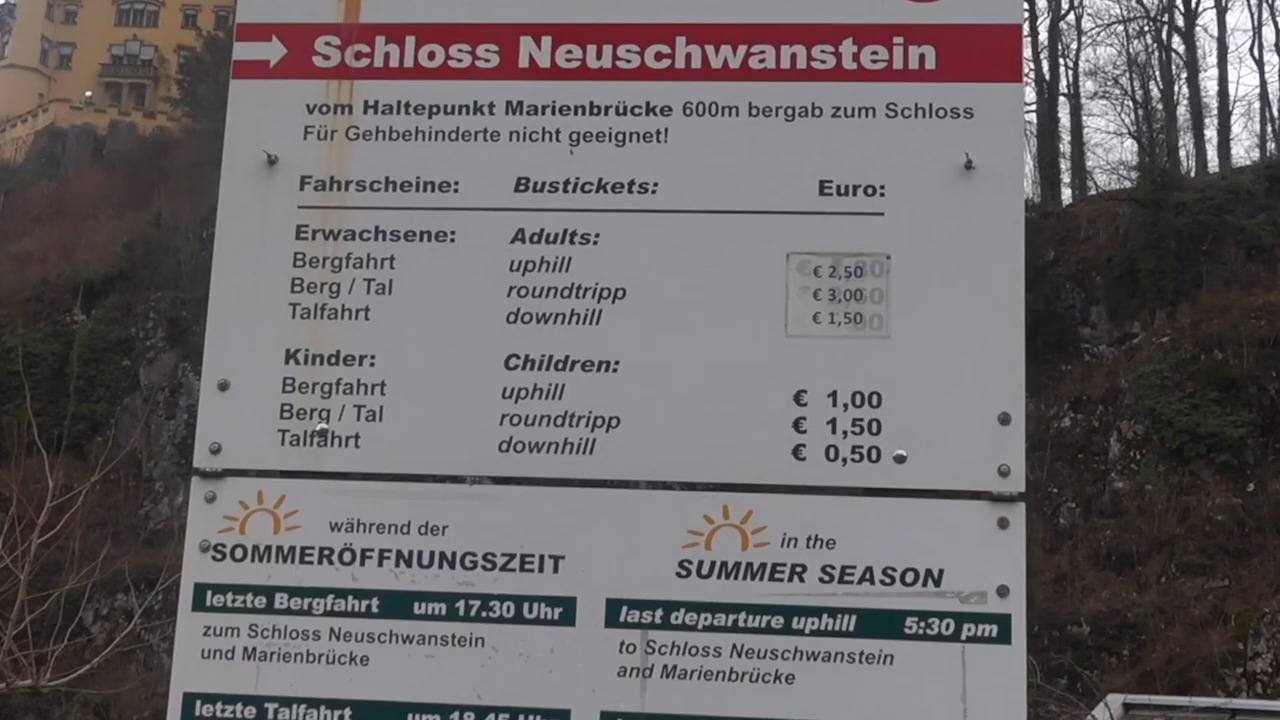 Schloss Neuschwanstein
vom Haltepunkt Marienbrücke 600m bergab zum Schloss
Für Gehbehinderte nicht geeignet!
Fahrscheine: Bustickets: Euro:
Erwachsene: Adults:
Bergfahrt uphill € 2,50
Berg / Tal roundtripp € 3,00
Talfahrt downhill € 1,50
Kinder: Children:
Bergfahrt uphill € 1,00
Berg / Tal roundtripp € 1,50
Talfahrt downhill € 0,50
während der
SOMMERÖFFNUNGSZEIT
in the
SUMMER SEASON
letzte Bergfahrt um 17.30 Uhr
zum Schloss Neuschwanstein
und Marienbrücke
last departure uphill 5:30 pm
to Schloss Neuschwanstein
and Marienbrücke
letzte Talfahrt um 18.45 Uhr